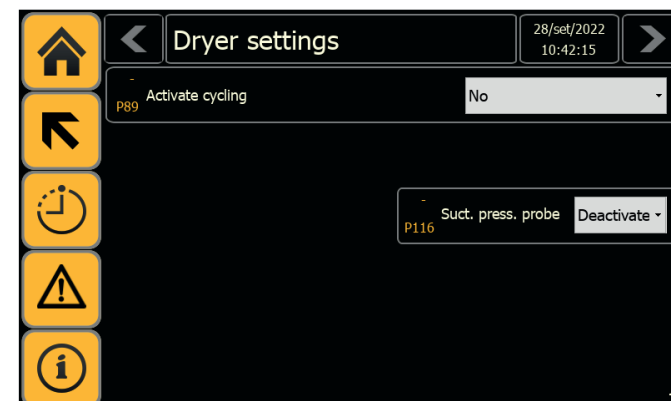 Dryer settings
28/set/2022
10:42:15
-
P89 Activate cycling
No
-
P116 Suct. press. probe
Deactivate